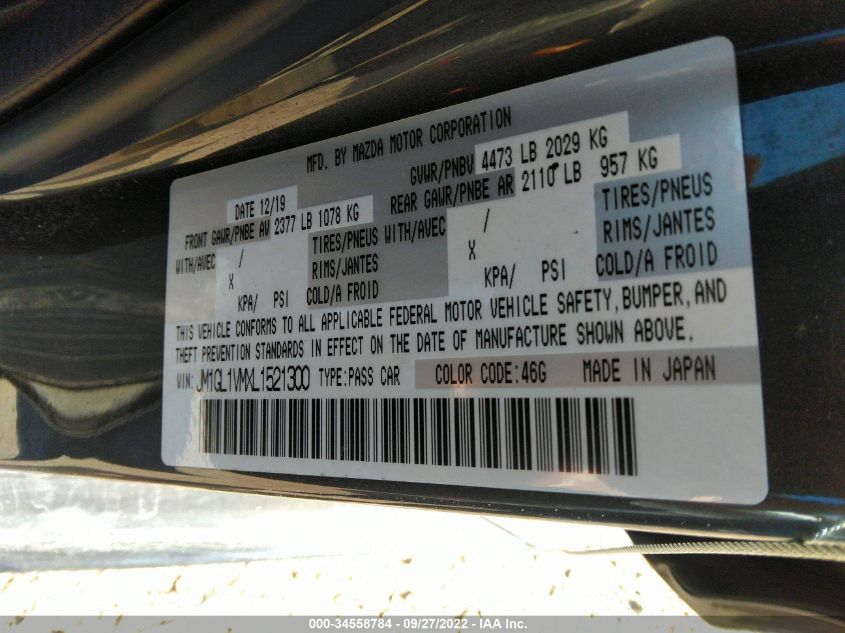 MFD. BY MAZDA MOTOR CORPORATION
DATE 12/19 GVWR/PNBV 4473 LB 2029 KG
FRONT GAWR/PNBE AV 2377 LB 1078 KG REAR GAWR/PNBE AR 2110 LB 957 KG
WITH/AVEC / TIRES/PNEUS WITH/AVEC / TIRES/PNEUS
X RIMS/JANTES X RIMS/JANTES
KPA/ PSI COLD/A FROID KPA/ PSI COLD/A FROID
THIS VEHICLE CONFORMS TO ALL APPLICABLE FEDERAL MOTOR VEHICLE SAFETY, BUMPER, AND
THEFT PREVENTION STANDARDS IN EFFECT ON THE DATE OF MANUFACTURE SHOWN ABOVE.
VIN: JM1GL1VMXL1521300 TYPE:PASS CAR COLOR CODE:46G MADE IN JAPAN
000-34558784 - 09/27/2022 - IAA Inc.